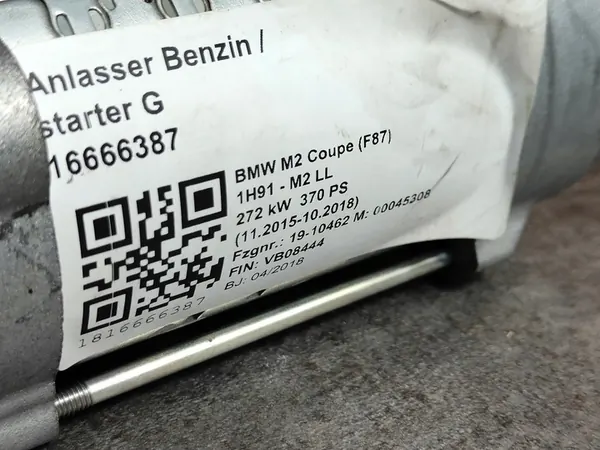 Anlasser Benzin /
starter G
16666387
BMW M2 Coupe (F87)
1H91 - M2 LL
272 kW 370 PS
(11.2015-10.2018)
Fzgnr.: 19-10462 M: 00045308
FIN: VB08444
BJ: 04/2018
1816666387